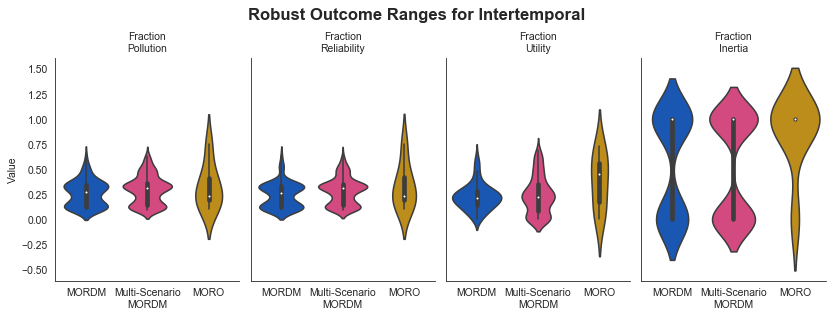 Robust Outcome Ranges for Intertemporal
Fraction
Pollution
Fraction
Reliability
Fraction
Utility
Fraction
Inertia
Value
1.50
1.25
1.00
0.75
0.50
0.25
0.00
−0.25
−0.50
MORDM
Multi-Scenario
MORDM
MORO
MORDM
Multi-Scenario
MORDM
MORO
MORDM
Multi-Scenario
MORDM
MORO
MORDM
Multi-Scenario
MORDM
MORO